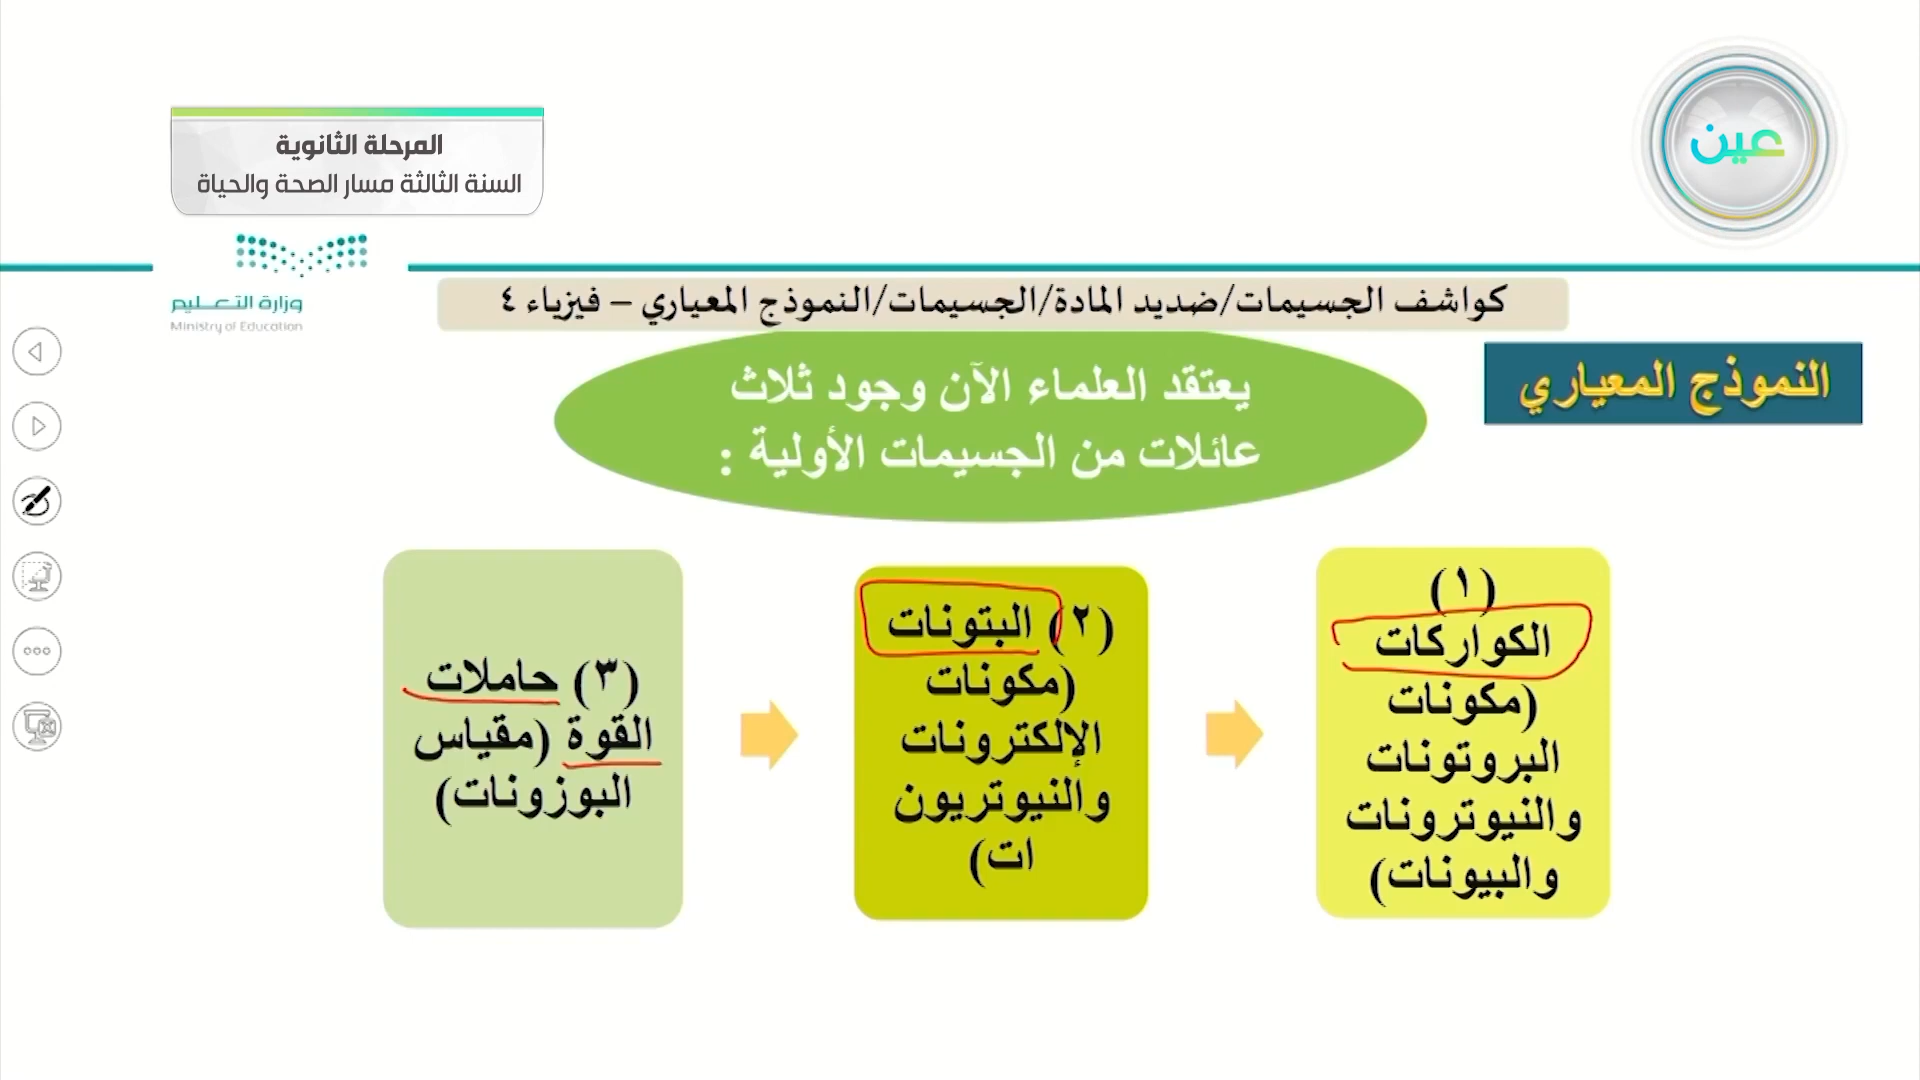 عين
المرحلة الثانوية
السنة الثالثة مسار الصحة والحياة
وزارة التعليم
Ministry of Education
كواشف الجسيمات/ضديد المادة/الجسيمات/النموذج المعياري – فيزياء ٤
النموذج المعياري
يعتقد العلماء الآن وجود ثلاث
عائلات من الجسيمات الأولية :
(١)
الكواركات
(مكونات
البروتونات
والنيوترونات
والبيونات)
(٢) البتونات
(مكونات
الإلكترونات
والنيوتريون
ات)
(٣) حاملات
القوة (مقياس
البوزونات)